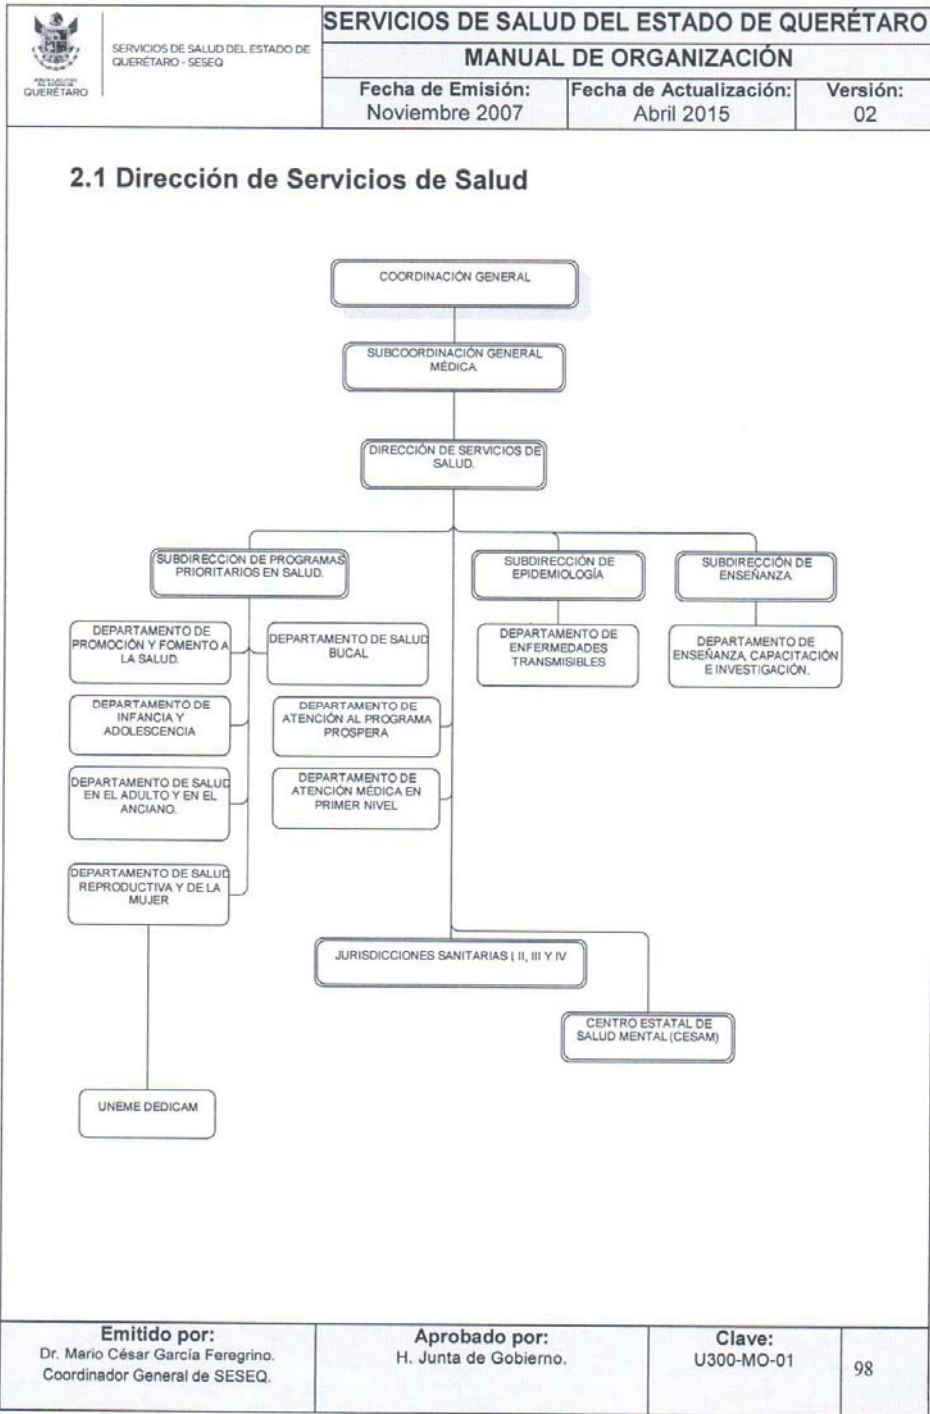 SERVICIOS DE SALUD DEL ESTADO DE
QUERÉTARO - SESEQ
QUERÉTARO
SERVICIOS DE SALUD DEL ESTADO DE QUERÉTARO
MANUAL DE ORGANIZACIÓN
Fecha de Emisión:
Noviembre 2007
Fecha de Actualización:
Abril 2015
Versión:
02
2.1 Dirección de Servicios de Salud
COORDINACIÓN GENERAL
SUBCOORDINACIÓN GENERAL
MÉDICA
DIRECCIÓN DE SERVICIOS DE
SALUD.
SUBDIRECCIÓN DE PROGRAMAS
PRIORITARIOS EN SALUD.
SUBDIRECCIÓN DE
EPIDEMIOLOGÍA
SUBDIRECCIÓN DE
ENSEÑANZA
DEPARTAMENTO DE
PROMOCIÓN Y FOMENTO A
LA SALUD.
DEPARTAMENTO DE SALUD
BUCAL
DEPARTAMENTO DE
ENFERMEDADES
TRANSMISIBLES
DEPARTAMENTO DE
ENSEÑANZA, CAPACITACIÓN
E INVESTIGACIÓN.
DEPARTAMENTO DE
INFANCIA Y
ADOLESCENCIA
DEPARTAMENTO DE
ATENCIÓN AL PROGRAMA
PROSPERA
DEPARTAMENTO DE SALUD
EN EL ADULTO Y EN EL
ANCIANO.
DEPARTAMENTO DE
ATENCIÓN MÉDICA EN
PRIMER NIVEL
DEPARTAMENTO DE SALUD
REPRODUCTIVA Y DE LA
MUJER
JURISDICCIONES SANITARIAS I, II, III Y IV
CENTRO ESTATAL DE
SALUD MENTAL (CESAM)
UNEME DEDICAM
Emitido por:
Dr. Mario César García Feregrino.
Coordinador General de SESEQ.
Aprobado por:
H. Junta de Gobierno.
Clave:
U300-MO-01
98